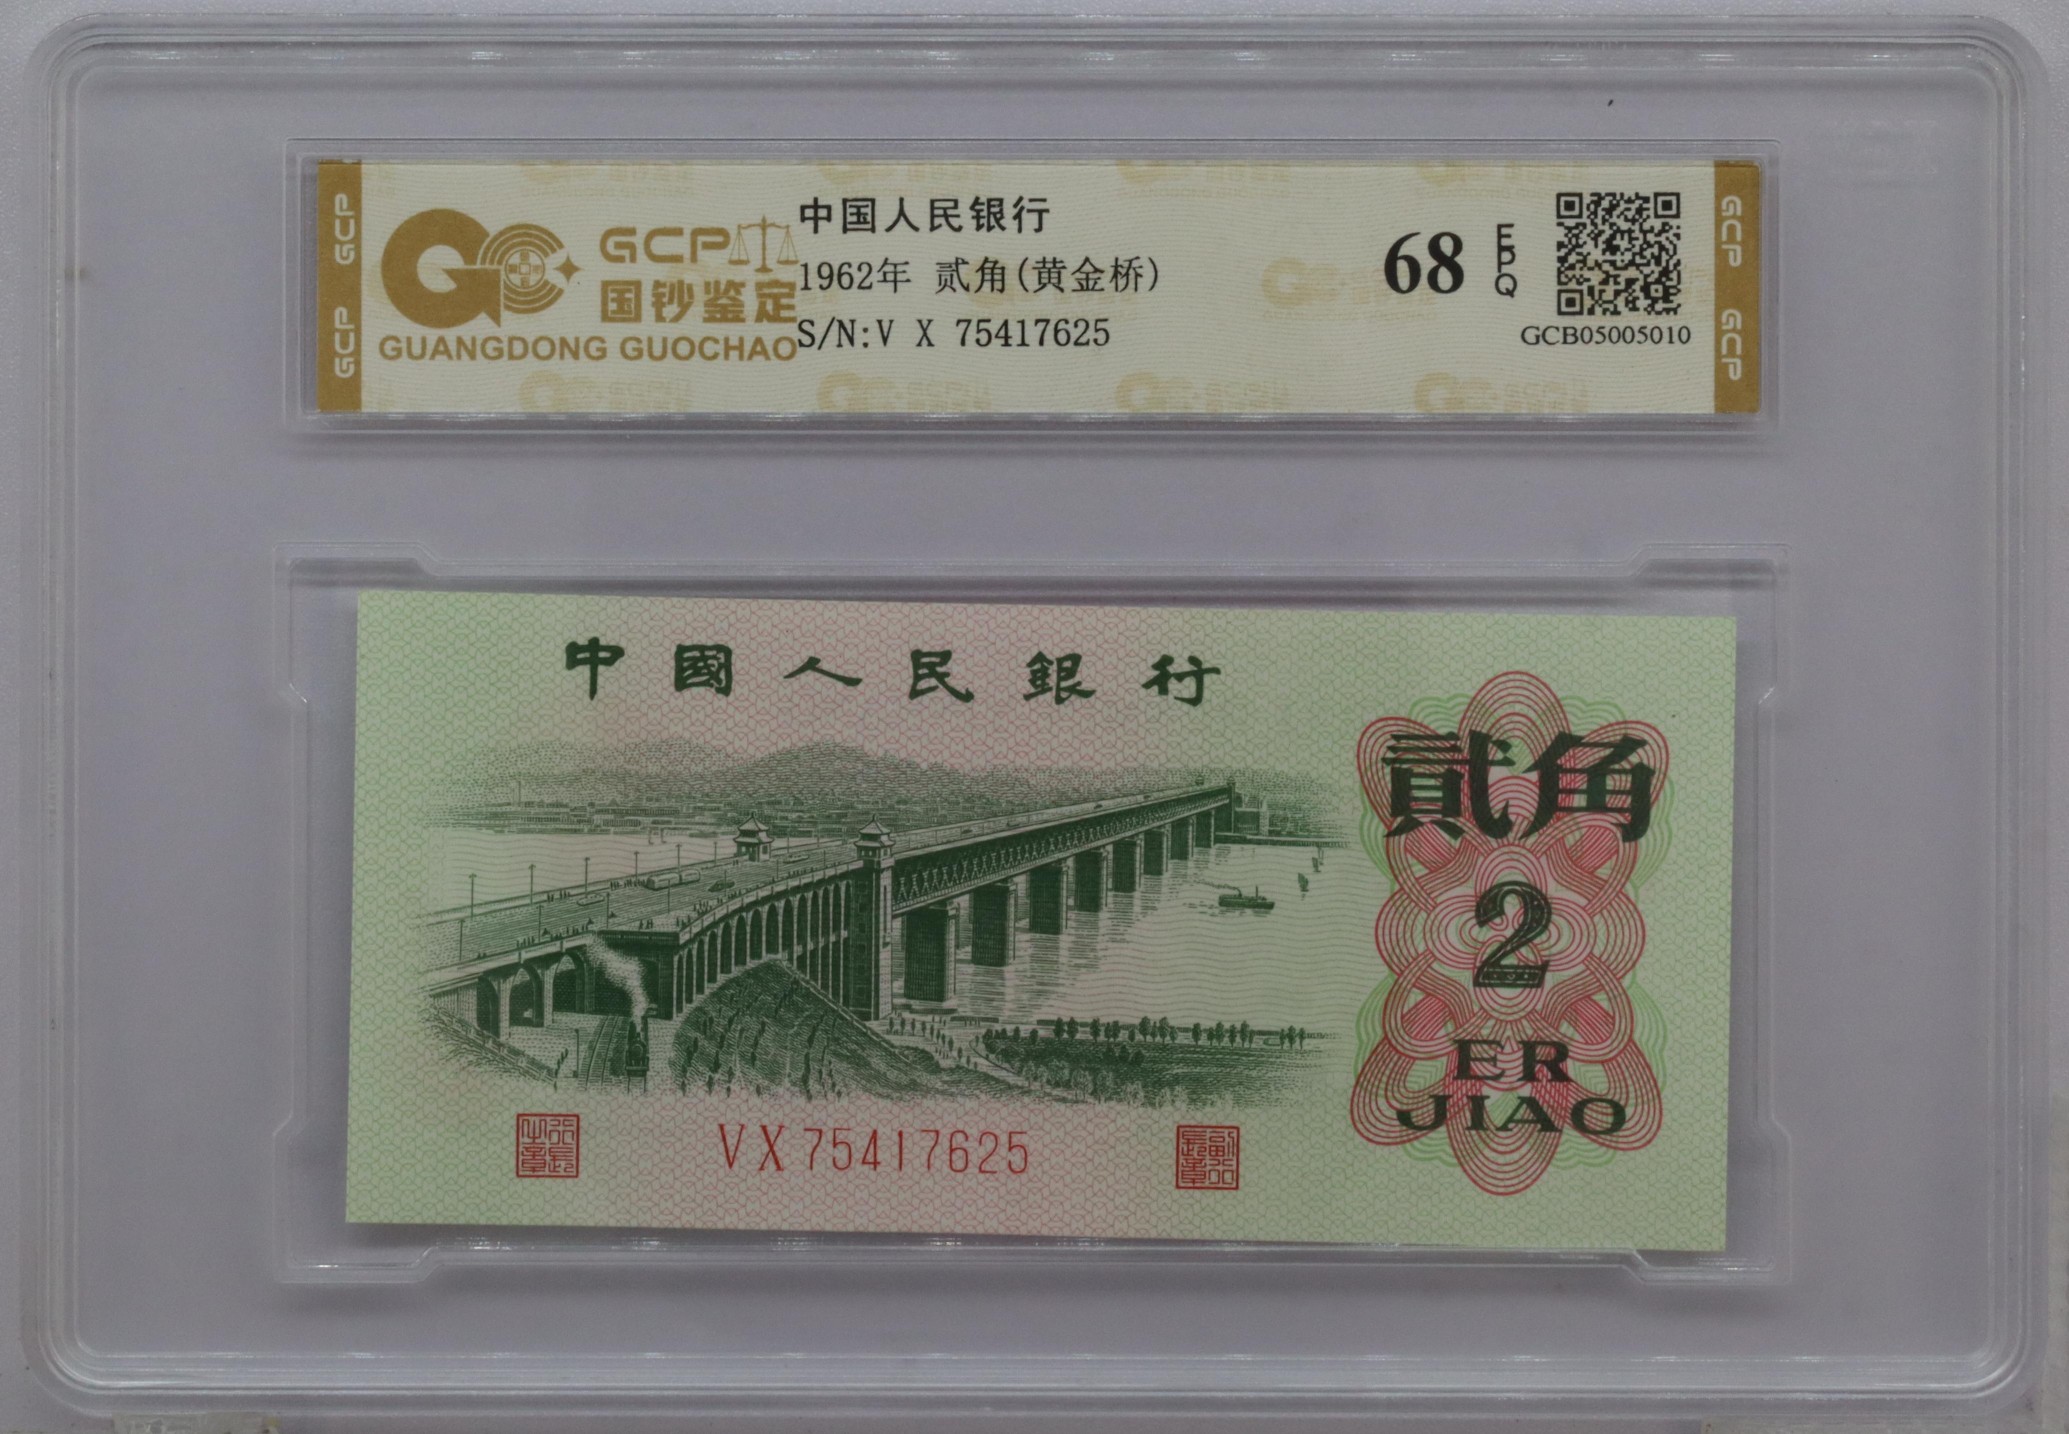 GCP
GCP
GCP
国钞鉴定
GUANGDONG GUOCHAO
中国人民银行
1962年 贰角(黄金桥)
S/N:V X 75417625
68
EPQ
GCB05005010
GCP
GCP
中國人民銀行
貳角
2
ER
JIAO
VX75417625